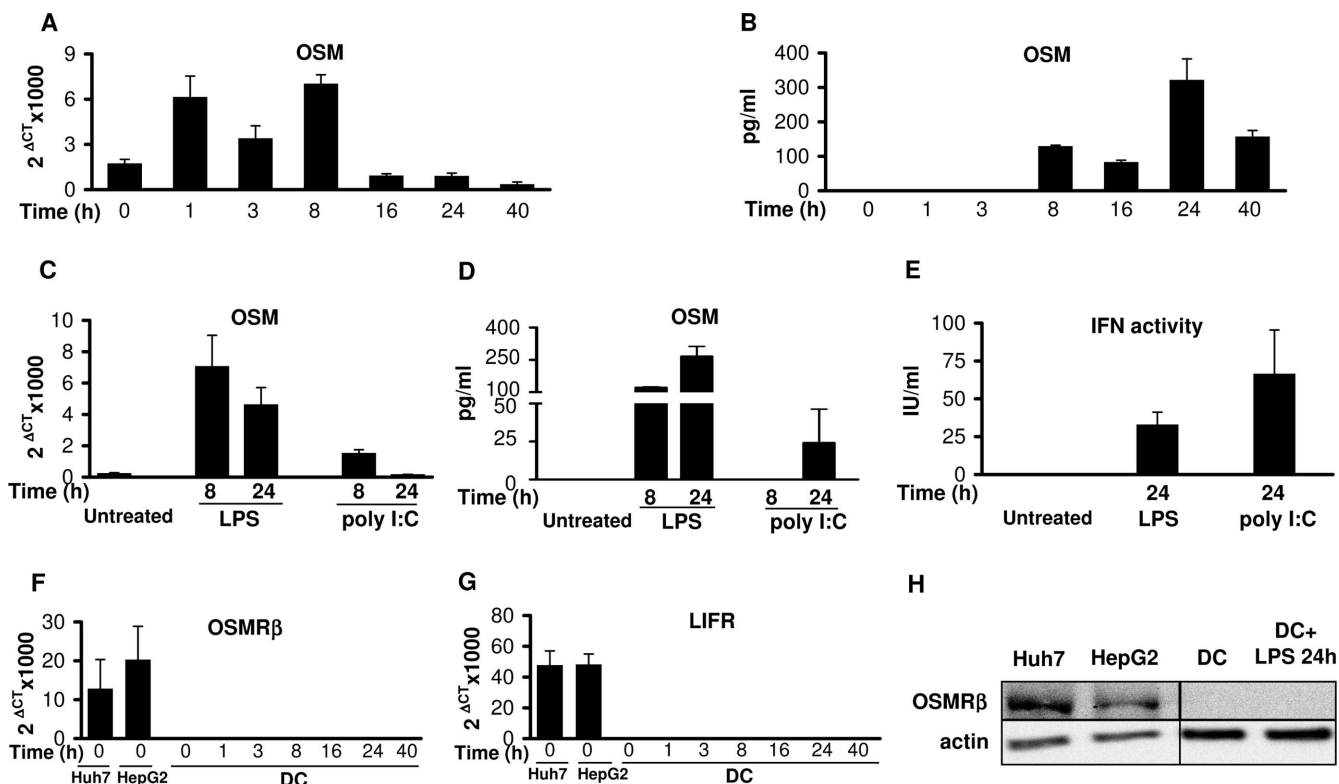 A
OSM
2 ΔCT x1000
9
6
3
0
Time (h) 0 1 3 8 16 24 40
B
OSM
pg/ml
400
300
200
100
0
Time (h) 0 1 3 8 16 24 40
C
OSM
2 ΔCT x1000
10
8
6
4
2
0
Time (h) 8 24 8 24
Untreated LPS poly I:C
D
OSM
pg/ml
400
250
100
50
25
0
Time (h) 8 24 8 24
Untreated LPS poly I:C
E
IFN activity
IU/ml
100
75
50
25
0
Time (h) 24 24
Untreated LPS poly I:C
F
OSMRβ
2 ΔCT x1000
30
20
10
0
Time (h) 0 0 0 1 3 8 16 24 40
Huh7 HepG2 DC
G
LIFR
2 ΔCT x1000
80
60
40
20
0
Time (h) 0 0 0 1 3 8 16 24 40
Huh7 HepG2 DC
H
Huh7 HepG2 DC DC+
LPS 24h
OSMRβ
actin